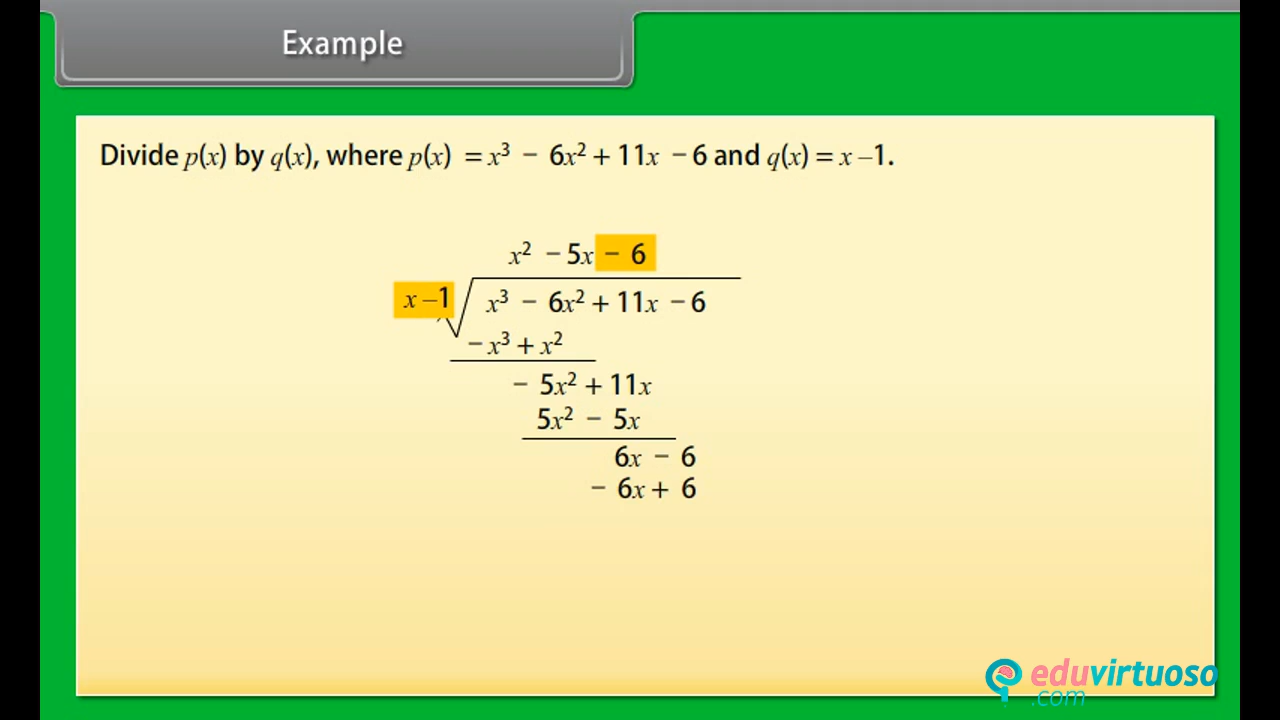 Example
Divide p(x) by q(x), where p(x) = x³ − 6x² + 11x − 6 and q(x) = x −1.
x² − 5x − 6
x −1 √ x³ − 6x² + 11x − 6
− x³ + x²
− 5x² + 11x
5x² − 5x
6x − 6
− 6x + 6
eduvirtuoso
.com